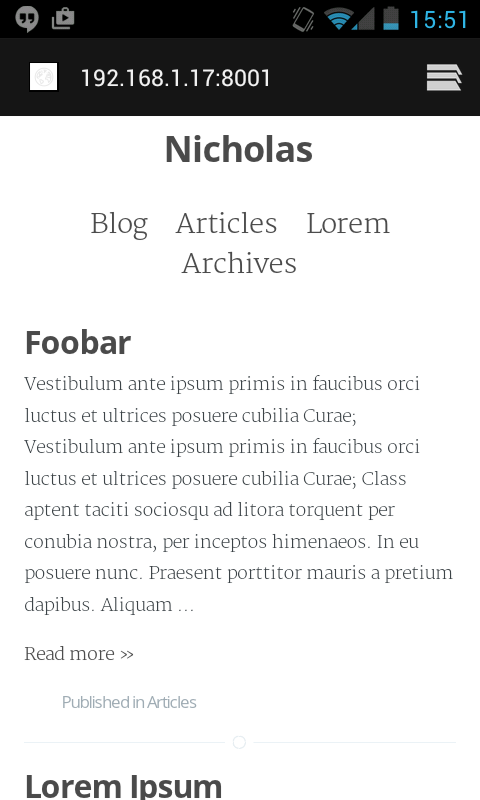 15:51
192.168.1.17:8001
Nicholas
Blog Articles Lorem
Archives
Foobar
Vestibulum ante ipsum primis in faucibus orci
luctus et ultrices posuere cubilia Curae;
Vestibulum ante ipsum primis in faucibus orci
luctus et ultrices posuere cubilia Curae; Class
aptent taciti sociosqu ad litora torquent per
conubia nostra, per inceptos himenaeos. In eu
posuere nunc. Praesent porttitor mauris a pretium
dapibus. Aliquam ...
Read more »
Published in Articles
Lorem Ipsum